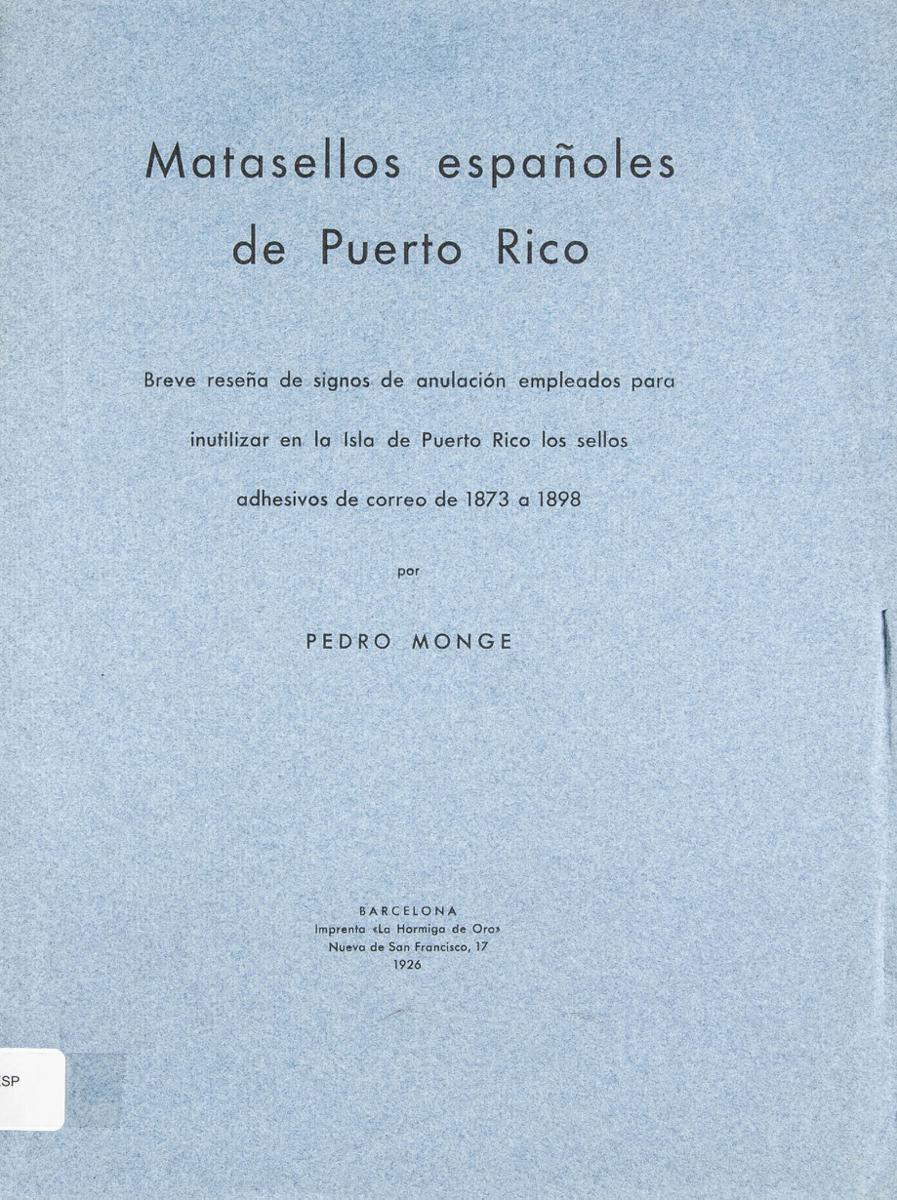 Matasellos españoles
de Puerto Rico
Breve reseña de signos de anulación empleados para
inutilizar en la Isla de Puerto Rico los sellos
adhesivos de correo de 1873 a 1898
por
PEDRO MONGE
BARCELONA
Imprenta «La Hormiga de Oro»
Nueva de San Francisco, 17
1926
ESP